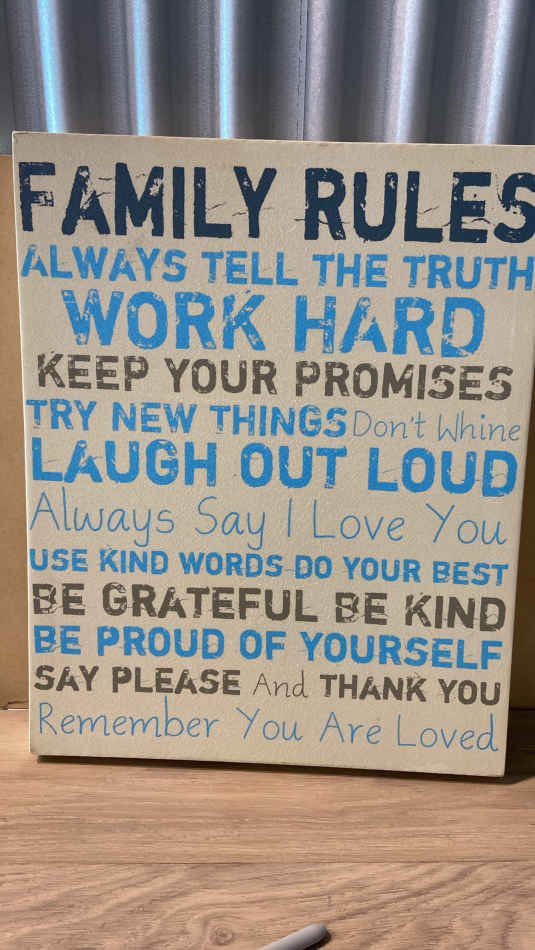 FAMILY RULES
ALWAYS TELL THE TRUTH
WORK HARD
KEEP YOUR PROMISES
TRY NEW THINGS Don't Whine
LAUGH OUT LOUD
Always Say I Love You
USE KIND WORDS DO YOUR BEST
BE GRATEFUL BE KIND
BE PROUD OF YOURSELF
SAY PLEASE And THANK YOU
Remember You Are Loved